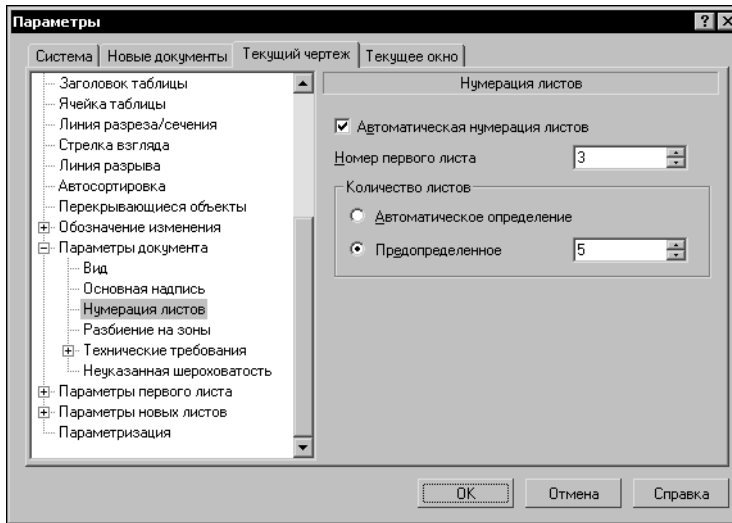 Параметры
Система
Новые документы
Текущий чертеж
Текущее окно
Заголовок таблицы
Ячейка таблицы
Линия разреза/сечения
Стрелка взгляда
Линия разрыва
Автосортировка
Перекрывающиеся объекты
Обозначение изменения
Параметры документа
Вид
Основная надпись
Нумерация листов
Разбиение на зоны
Технические требования
Неуказанная шероховатость
Параметры первого листа
Параметры новых листов
Параметризация
Нумерация листов
Автоматическая нумерация листов
Номер первого листа 3
Количество листов
Автоматическое определение
Предопределенное 5
OK
Отмена
Справка